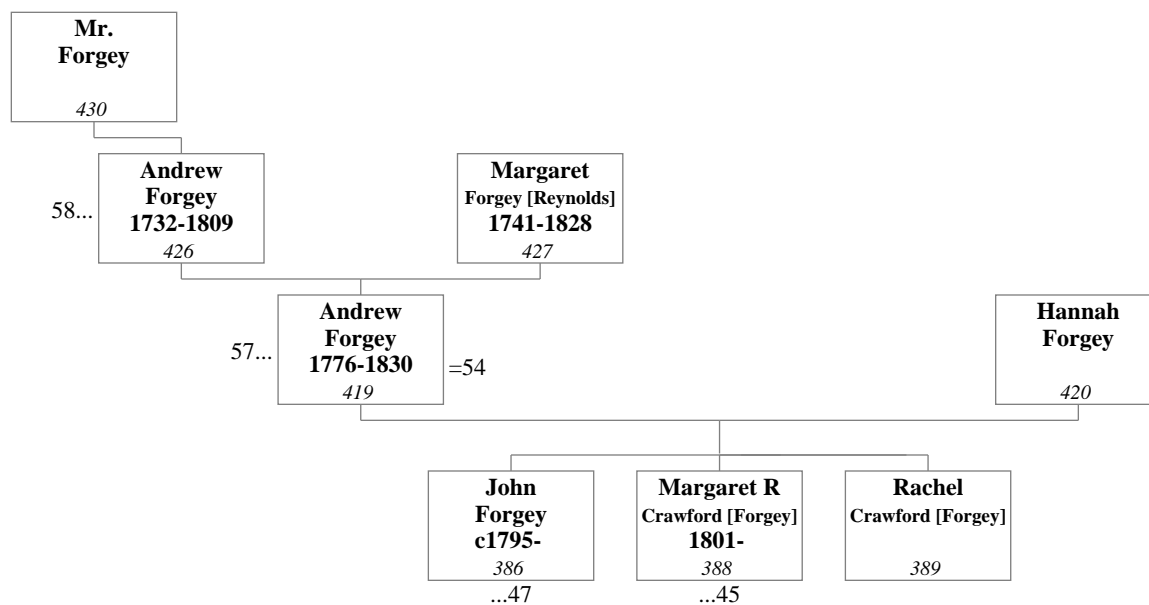 Mr.
Forgey
430
58...
Andrew
Forgey
1732-1809
426
Margaret
Forgey [Reynolds]
1741-1828
427
57...
Andrew
Forgey
1776-1830
419
=54
Hannah
Forgey
420
John
Forgey
c1795-
386
...47
Margaret R
Crawford [Forgey]
1801-
388
...45
Rachel
Crawford [Forgey]
389